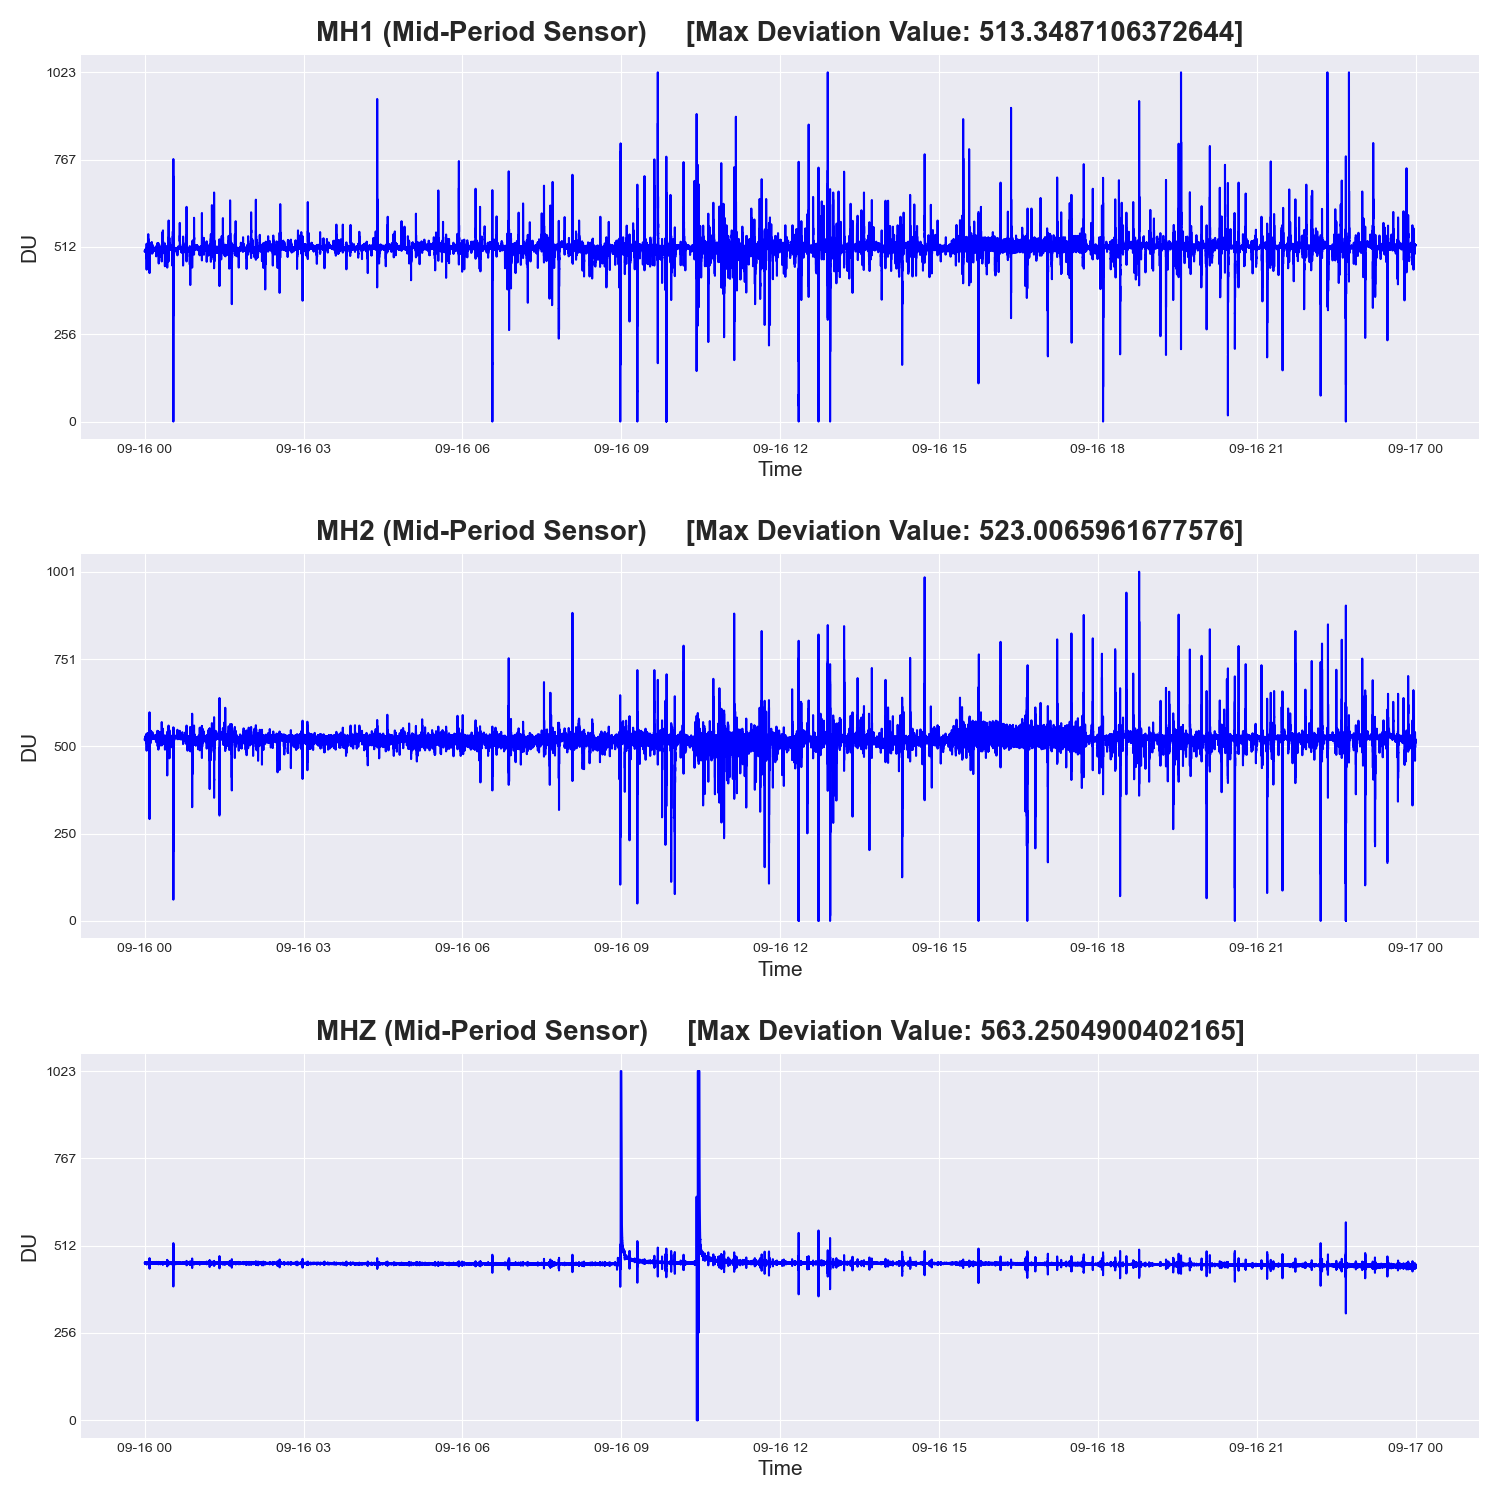 MH1 (Mid-Period Sensor) [Max Deviation Value: 513.3487106372644]
1023
767
512
256
0
DU
09-16 00 09-16 03 09-16 06 09-16 09 09-16 12 09-16 15 09-16 18 09-16 21 09-17 00
Time
MH2 (Mid-Period Sensor) [Max Deviation Value: 523.0065961677576]
1001
751
500
250
0
DU
09-16 00 09-16 03 09-16 06 09-16 09 09-16 12 09-16 15 09-16 18 09-16 21 09-17 00
Time
MHZ (Mid-Period Sensor) [Max Deviation Value: 563.2504900402165]
1023
767
512
256
0
DU
09-16 00 09-16 03 09-16 06 09-16 09 09-16 12 09-16 15 09-16 18 09-16 21 09-17 00
Time